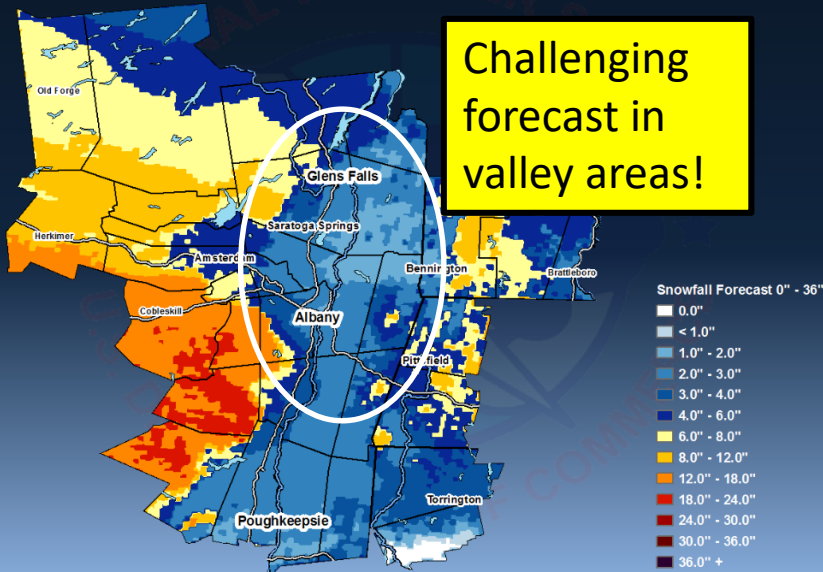 Challenging
forecast in
valley areas!
Old Forge
Glens Falls
Saratoga Springs
Herkimer
Amsterdam
Bennington
Brattleboro
Cobleskill
Albany
Pittsfield
Torrington
Poughkeepsie
Snowfall Forecast 0" - 36"
0.0"
< 1.0"
1.0" - 2.0"
2.0" - 3.0"
3.0" - 4.0"
4.0" - 6.0"
6.0" - 8.0"
8.0" - 12.0"
12.0" - 18.0"
18.0" - 24.0"
24.0" - 30.0"
30.0" - 36.0"
36.0" +